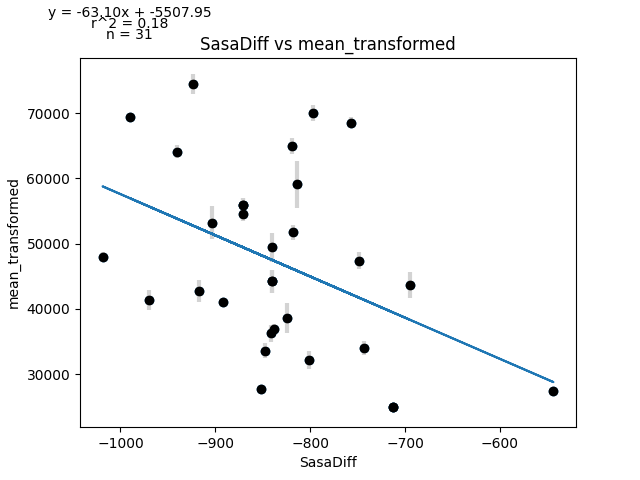 y = -63.10x + -5507.95
r^2 = 0.18
n = 31
SasaDiff vs mean_transformed
mean_transformed
70000
60000
50000
40000
30000
−1000
−900
−800
−700
−600
SasaDiff